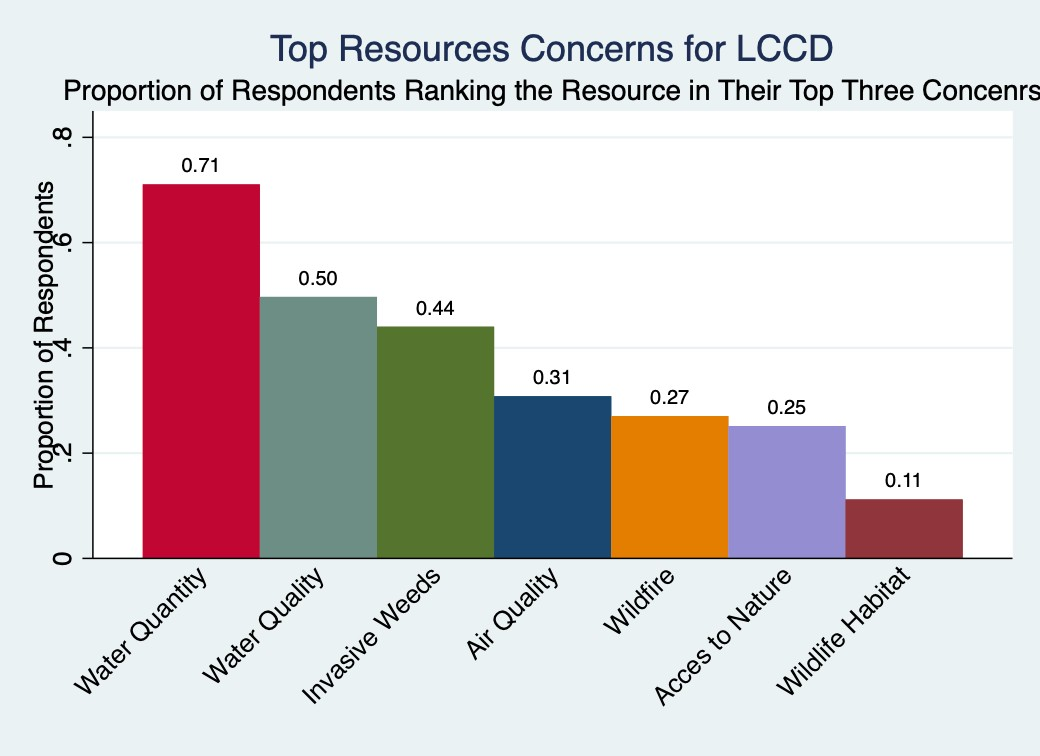 Top Resources Concerns for LCCD
Proportion of Respondents Ranking the Resource in Their Top Three Concenrs
Proportion of Respondents
.8
.6
.4
.2
0
0.71
0.50
0.44
0.31
0.27
0.25
0.11
Water Quantity
Water Quality
Invasive Weeds
Air Quality
Wildfire
Acces to Nature
Wildlife Habitat